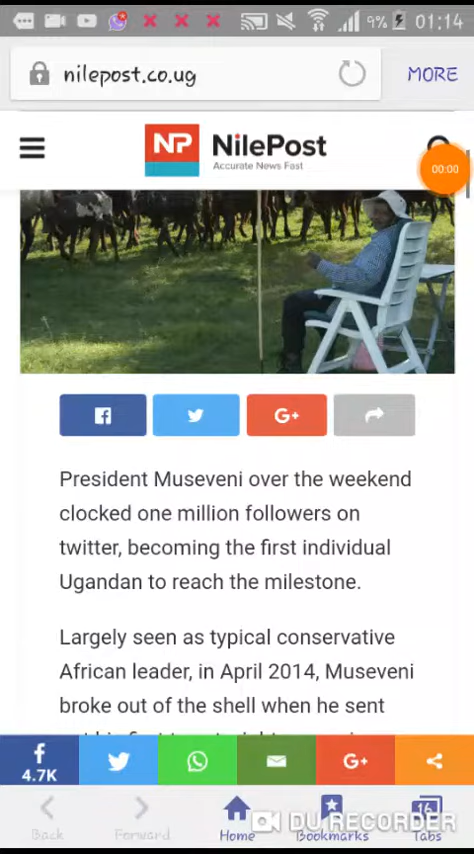 9% 01:14
nilepost.co.ug MORE
NP NilePost
Accurate News Fast
00:00
G+
President Museveni over the weekend
clocked one million followers on
twitter, becoming the first individual
Ugandan to reach the milestone.
Largely seen as typical conservative
African leader, in April 2014, Museveni
broke out of the shell when he sent
f
4.7K
G+
16
Back Forward Home Bookmarks Tabs
DU RECORDER